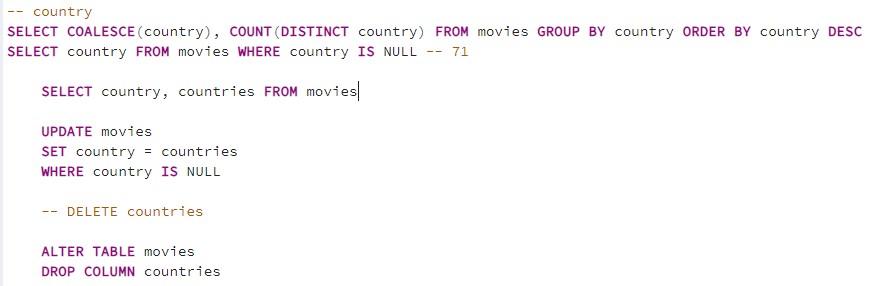 -- country
SELECT COALESCE(country), COUNT(DISTINCT country) FROM movies GROUP BY country ORDER BY country DESC
SELECT country FROM movies WHERE country IS NULL -- 71
SELECT country, countries FROM movies
UPDATE movies
SET country = countries
WHERE country IS NULL
-- DELETE countries
ALTER TABLE movies
DROP COLUMN countries